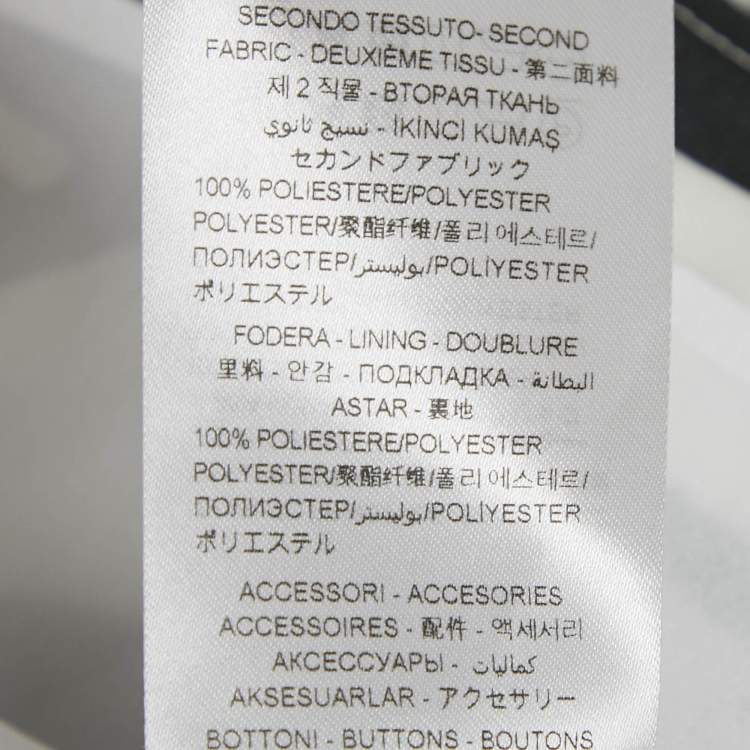 SECONDO TESSUTO- SECOND
FABRIC - DEUXIÈME TISSU - 第二面料
제 2 직물 - ВТОРАЯ ТКАНЬ
نسيج ثانوي - İKİNCİ KUMAŞ
セカンドファブリック
100% POLIESTERE/POLYESTER
POLYESTER/聚酯纤维/폴리에스테르/
ПОЛИЭСТЕР/بوليستر/POLİYESTER
ポリエステル
FODERA - LINING - DOUBLURE
里料 - 안감 - ПОДКЛАДКА - البطانة
ASTAR - 裏地
100% POLIESTERE/POLYESTER
POLYESTER/聚酯纤维/폴리에스테르/
ПОЛИЭСТЕР/بوليستر/POLİYESTER
ポリエステル
ACCESSORI - ACCESORIES
ACCESSOIRES - 配件 - 액세서리
АКСЕССУАРЫ - كماليات
AKSESUARLAR - アクセサリー
BOTTONI - BUTTONS - BOUTONS